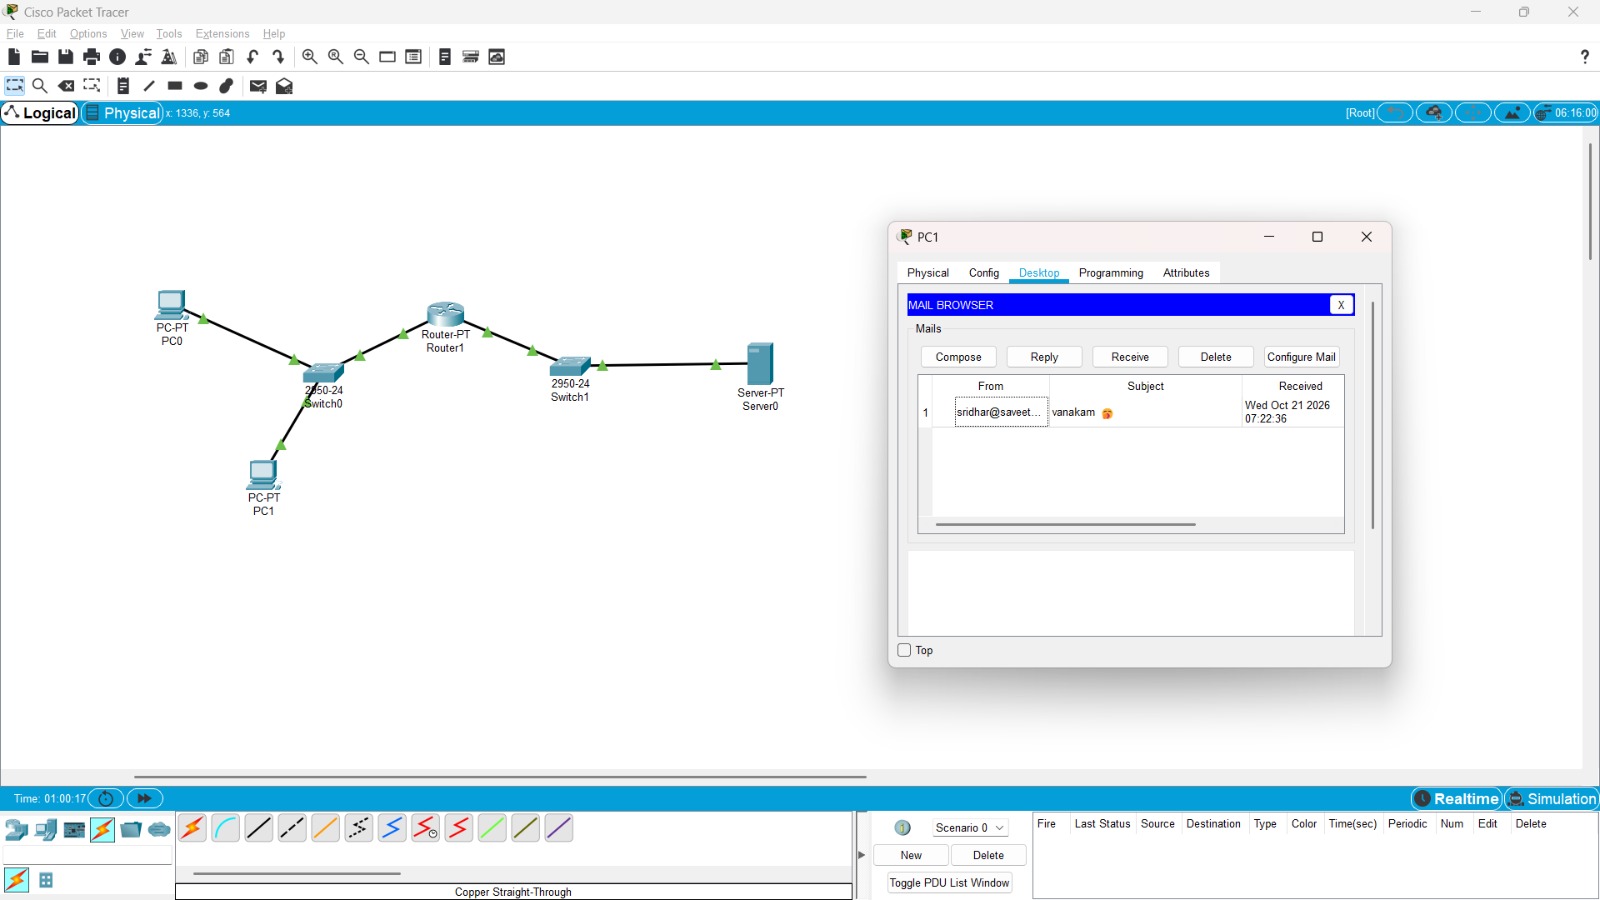 Cisco Packet Tracer
File Edit Options View Tools Extensions Help
?
Logical Physical x: 1336, y: 564 [Root] 06:16:00
PC1
Physical Config Desktop Programming Attributes
MAIL BROWSER X
Mails
Compose Reply Receive Delete Configure Mail
From Subject Received
1 sridhar@saveet... vanakam 🤗 Wed Oct 21 2026
07:22:36
Top
PC-PT
PC0
Router-PT
Router1
2950-24
Switch0
2950-24
Switch1
Server-PT
Server0
PC-PT
PC1
Time: 01:00:17 Realtime Simulation
Scenario 0
New Delete
Toggle PDU List Window
Fire Last Status Source Destination Type Color Time(sec) Periodic Num Edit Delete
Copper Straight-Through